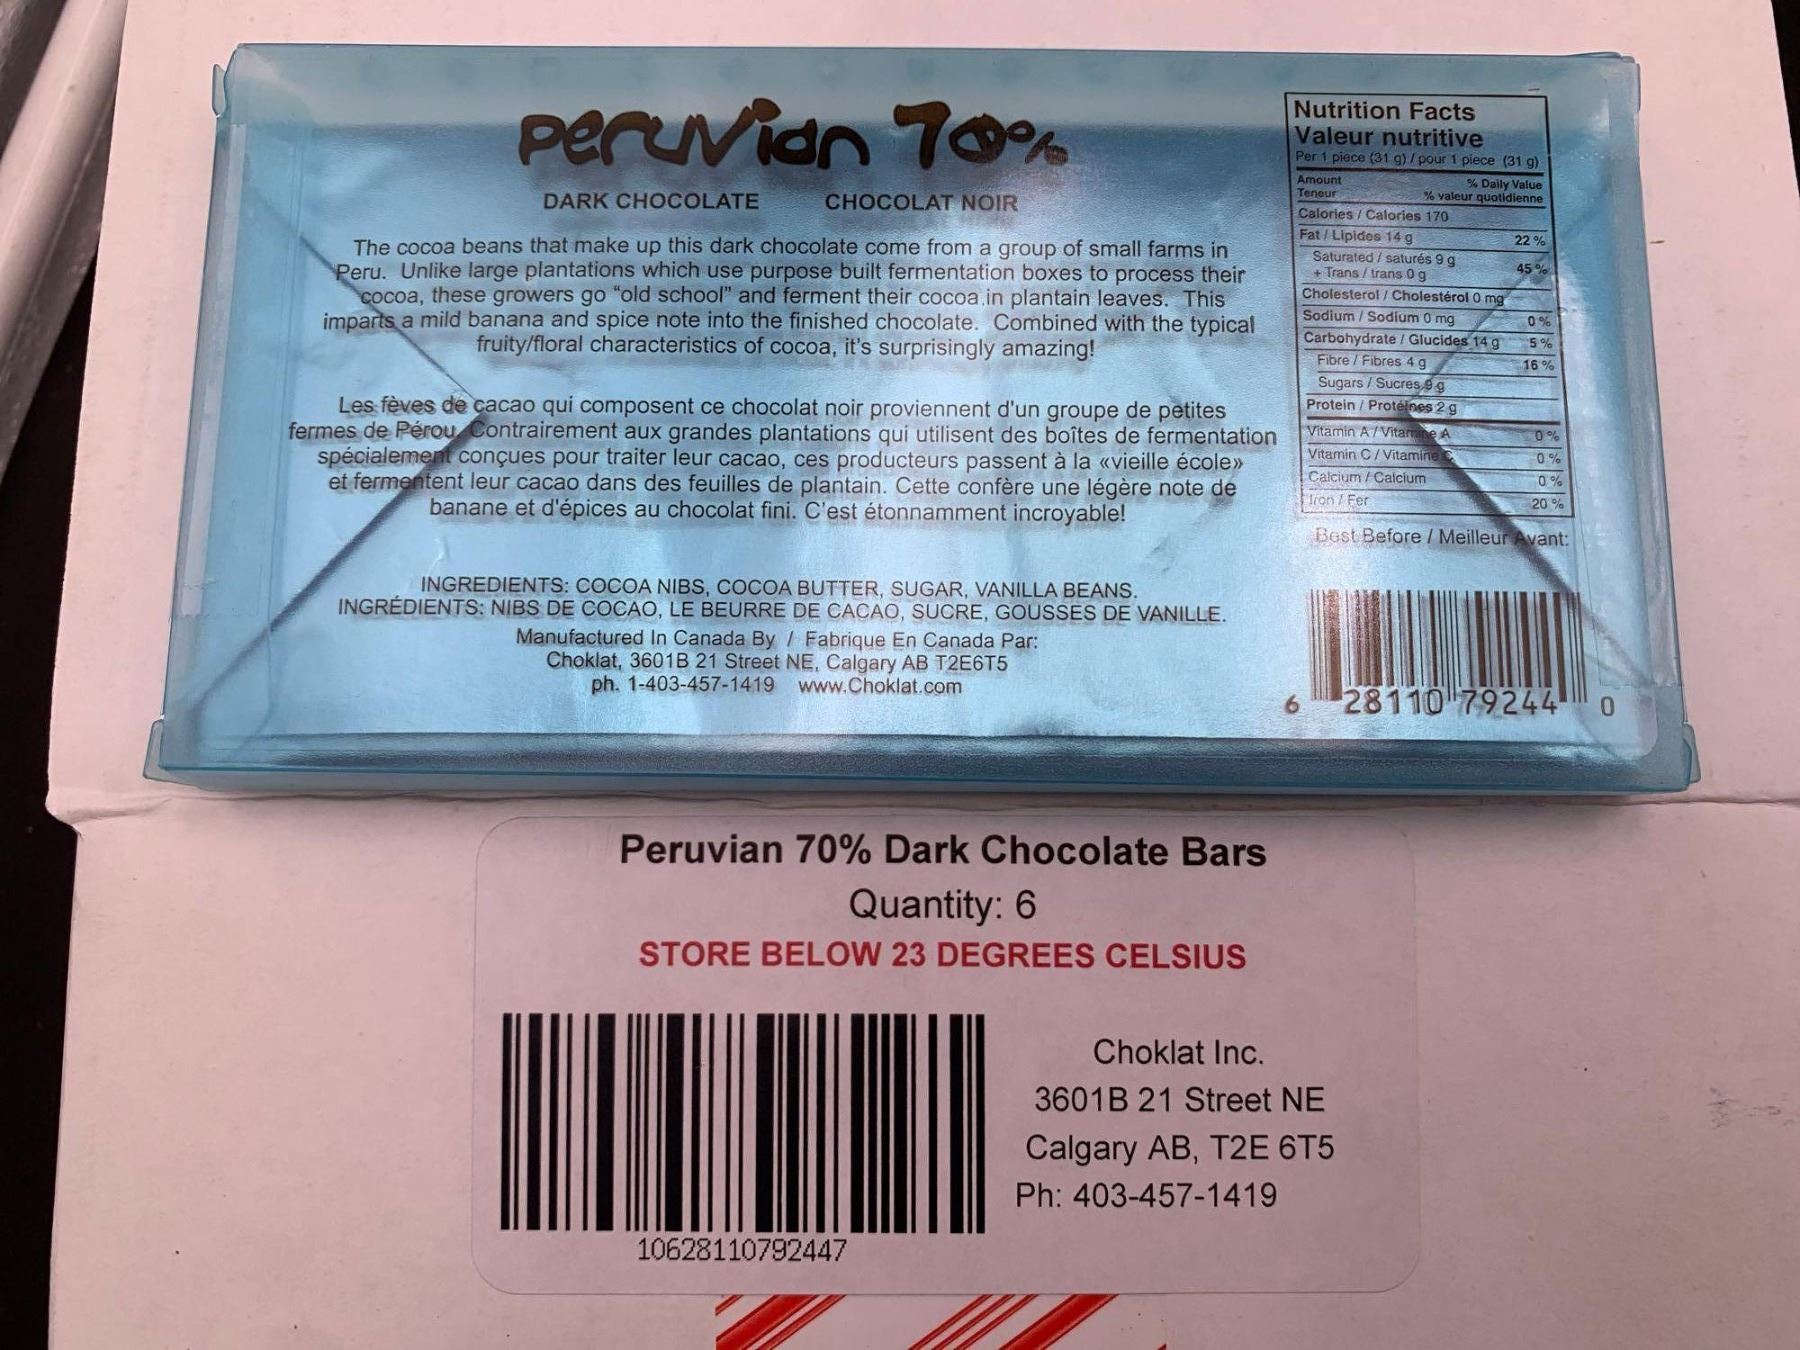 peruvian 70%
DARK CHOCOLATE CHOCOLAT NOIR
The cocoa beans that make up this dark chocolate come from a group of small farms in
Peru. Unlike large plantations which use purpose built fermentation boxes to process their
cocoa, these growers go "old school" and ferment their cocoa in plantain leaves. This
imparts a mild banana and spice note into the finished chocolate. Combined with the typical
fruity/floral characteristics of cocoa, it's surprisingly amazing!
Les fèves de cacao qui composent ce chocolat noir proviennent d'un groupe de petites
fermes de Pérou. Contrairement aux grandes plantations qui utilisent des boîtes de fermentation
spécialement conçues pour traiter leur cacao, ces producteurs passent à la «vieille école»
et fermentent leur cacao dans des feuilles de plantain. Cette confère une légère note de
banane et d'épices au chocolat fini. C'est étonnamment incroyable!
INGREDIENTS: COCOA NIBS, COCOA BUTTER, SUGAR, VANILLA BEANS.
INGRÉDIENTS: NIBS DE COCAO, LE BEURRE DE CACAO, SUCRE, GOUSSES DE VANILLE.
Manufactured In Canada By / Fabrique En Canada Par:
Choklat, 3601B 21 Street NE, Calgary AB T2E6T5
ph. 1-403-457-1419 www.Choklat.com
Nutrition Facts
Valeur nutritive
Per 1 piece (31 g) / pour 1 piece (31 g)
Amount % Daily Value
Teneur % valeur quotidienne
Calories / Calories 170
Fat / Lipides 14 g 22 %
Saturated / saturés 9 g
+ Trans / trans 0 g 45 %
Cholesterol / Cholestérol 0 mg
Sodium / Sodium 0 mg 0 %
Carbohydrate / Glucides 14 g 5 %
Fibre / Fibres 4 g 16 %
Sugars / Sucres 9 g
Protein / Protéines 2 g
Vitamin A / Vitamine A 0 %
Vitamin C / Vitamine C 0 %
Calcium / Calcium 0 %
Iron / Fer 20 %
Best Before / Meilleur Avant:
6 28110 79244 0
Peruvian 70% Dark Chocolate Bars
Quantity: 6
STORE BELOW 23 DEGREES CELSIUS
Choklat Inc.
3601B 21 Street NE
Calgary AB, T2E 6T5
Ph: 403-457-1419
10628110792447